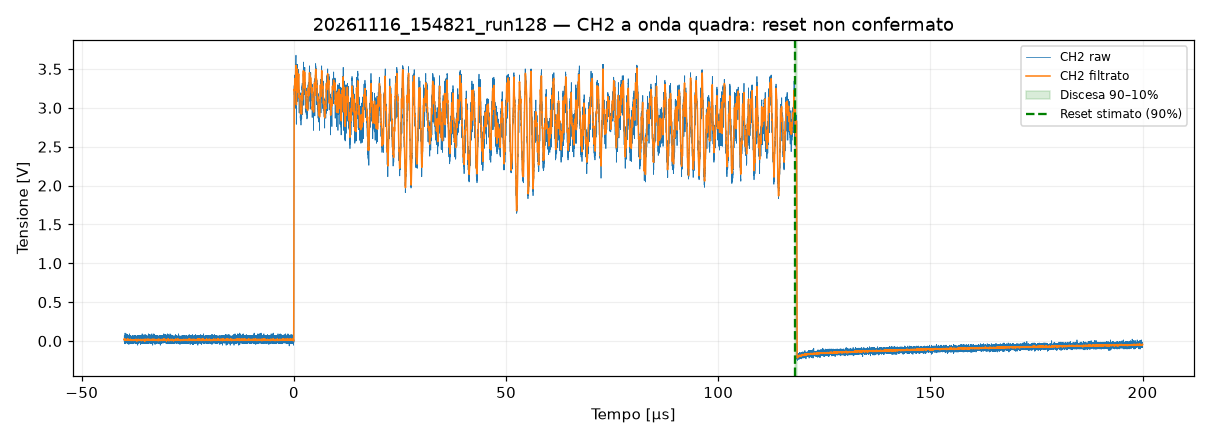 20261116_154821_run128 — CH2 a onda quadra: reset non confermato
CH2 raw
CH2 filtrato
Discesa 90–10%
Reset stimato (90%)
Tensione [V]
3.5
3.0
2.5
2.0
1.5
1.0
0.5
0.0
−50
0
50
100
150
200
Tempo [µs]